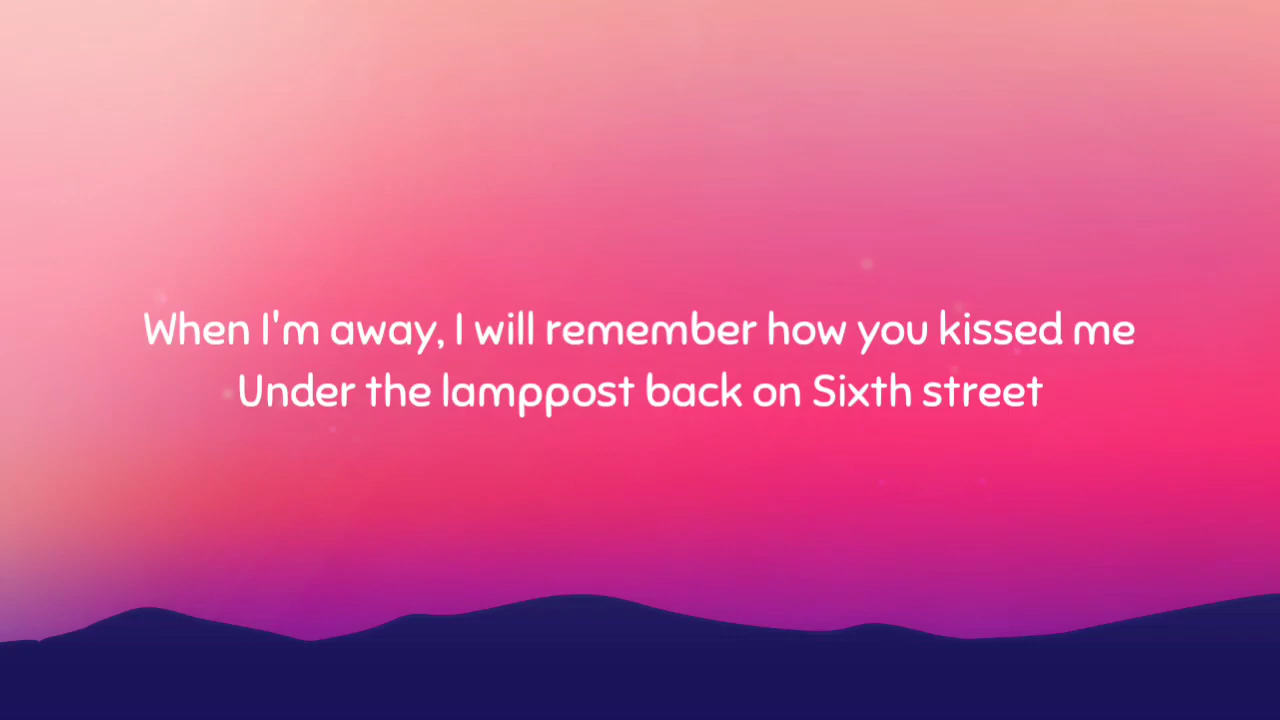 When I'm away, I will remember how you kissed me
Under the lamppost back on Sixth street